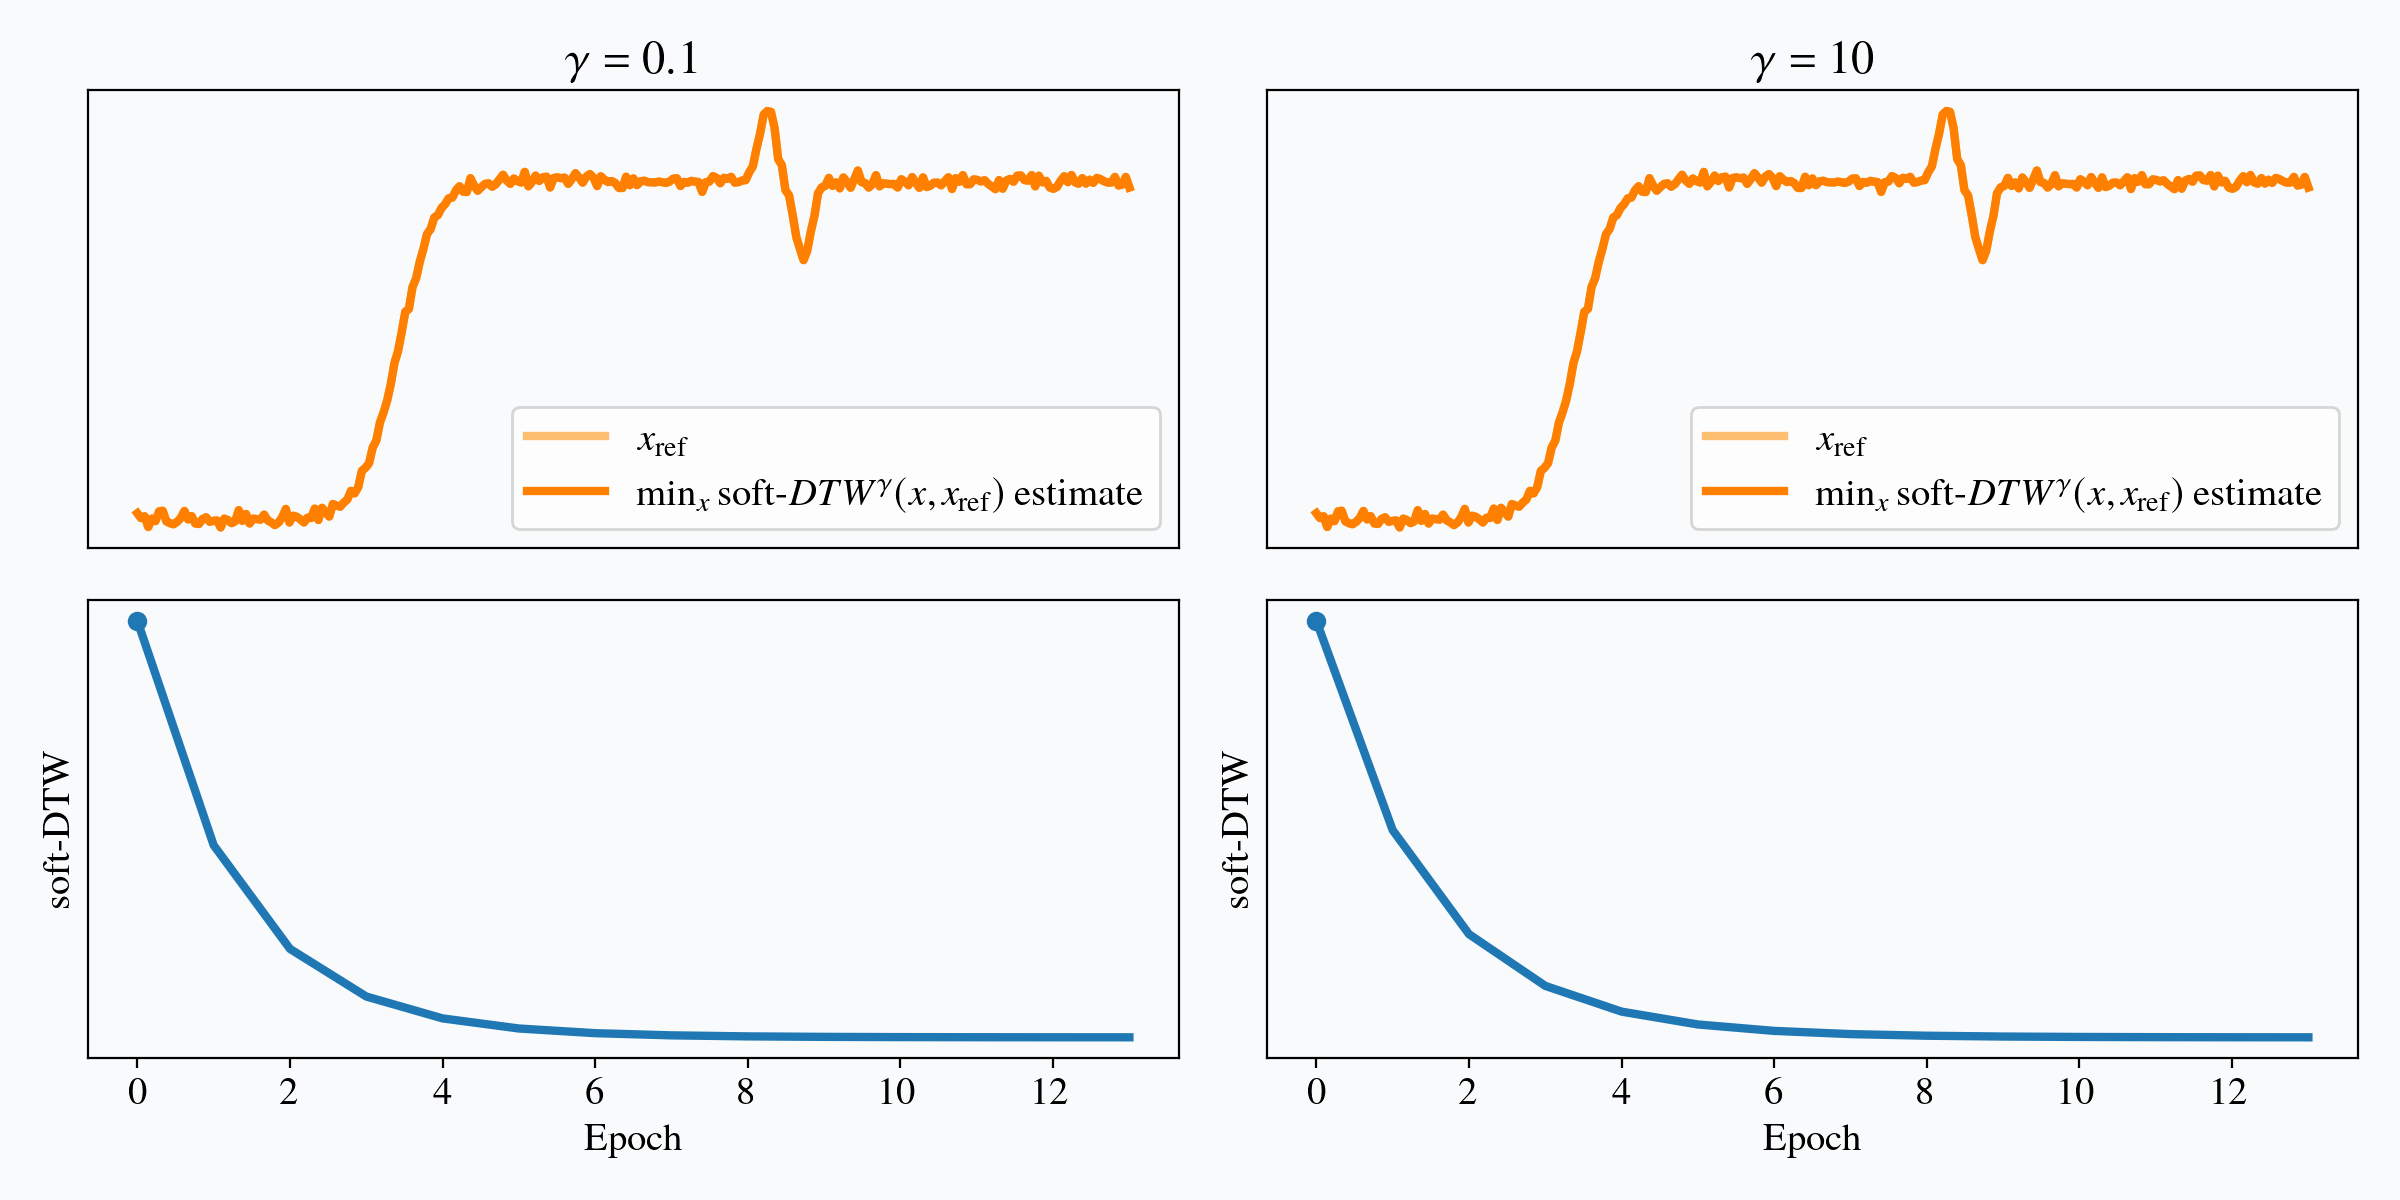 γ = 0.1
x_ref
min_x soft-DTW^γ(x, x_ref) estimate
γ = 10
x_ref
min_x soft-DTW^γ(x, x_ref) estimate
soft-DTW
0 2 4 6 8 10 12
Epoch
soft-DTW
0 2 4 6 8 10 12
Epoch